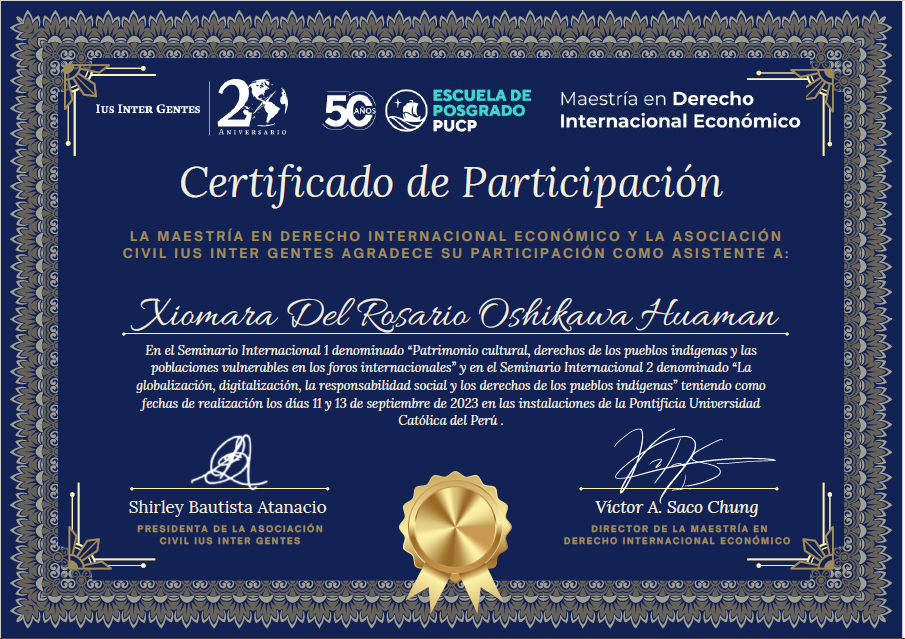 IUS INTER GENTES
20
ANIVERSARIO
50 AÑOS
ESCUELA DE
POSGRADO
PUCP
Maestría en Derecho
Internacional Económico
Certificado de Participación
LA MAESTRÍA EN DERECHO INTERNACIONAL ECONÓMICO Y LA ASOCIACIÓN
CIVIL IUS INTER GENTES AGRADECE SU PARTICIPACIÓN COMO ASISTENTE A:
Xiomara Del Rosario Oshikawa Huaman
En el Seminario Internacional 1 denominado “Patrimonio cultural, derechos de los pueblos indígenas y las
poblaciones vulnerables en los foros internacionales” y en el Seminario Internacional 2 denominado “La
globalización, digitalización, la responsabilidad social y los derechos de los pueblos indígenas” teniendo como
fechas de realización los días 11 y 13 de septiembre de 2023 en las instalaciones de la Pontificia Universidad
Católica del Perú .
Shirley Bautista Atanacio
PRESIDENTA DE LA ASOCIACIÓN
CIVIL IUS INTER GENTES
Víctor A. Saco Chung
DIRECTOR DE LA MAESTRÍA EN
DERECHO INTERNACIONAL ECONÓMICO